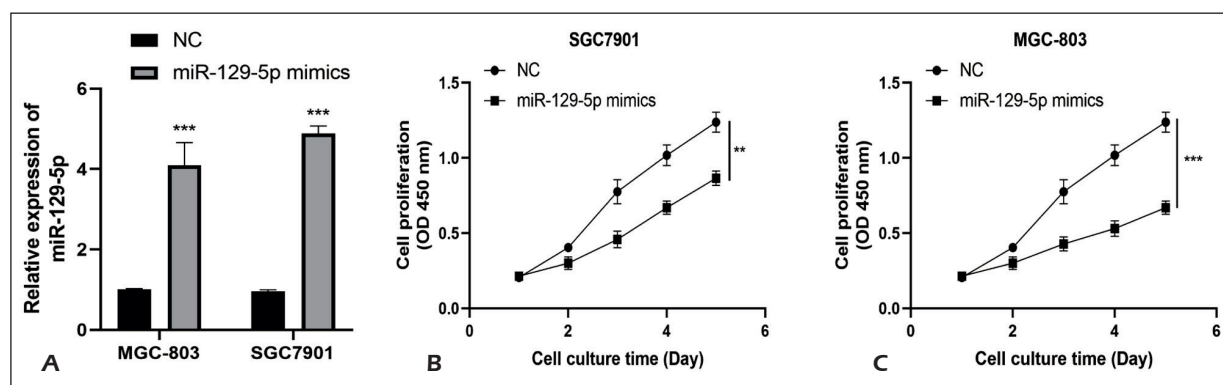 NC
miR-129-5p mimics
Relative expression of
miR-129-5p
6
4
2
0
***
***
MGC-803
SGC7901
A
SGC7901
NC
miR-129-5p mimics
Cell proliferation
(OD 450 nm)
1.5
1.0
0.5
0.0
**
0
2
4
6
Cell culture time (Day)
B
MGC-803
NC
miR-129-5p mimics
Cell proliferation
(OD 450 nm)
1.5
1.0
0.5
0.0
***
0
2
4
6
Cell culture time (Day)
C